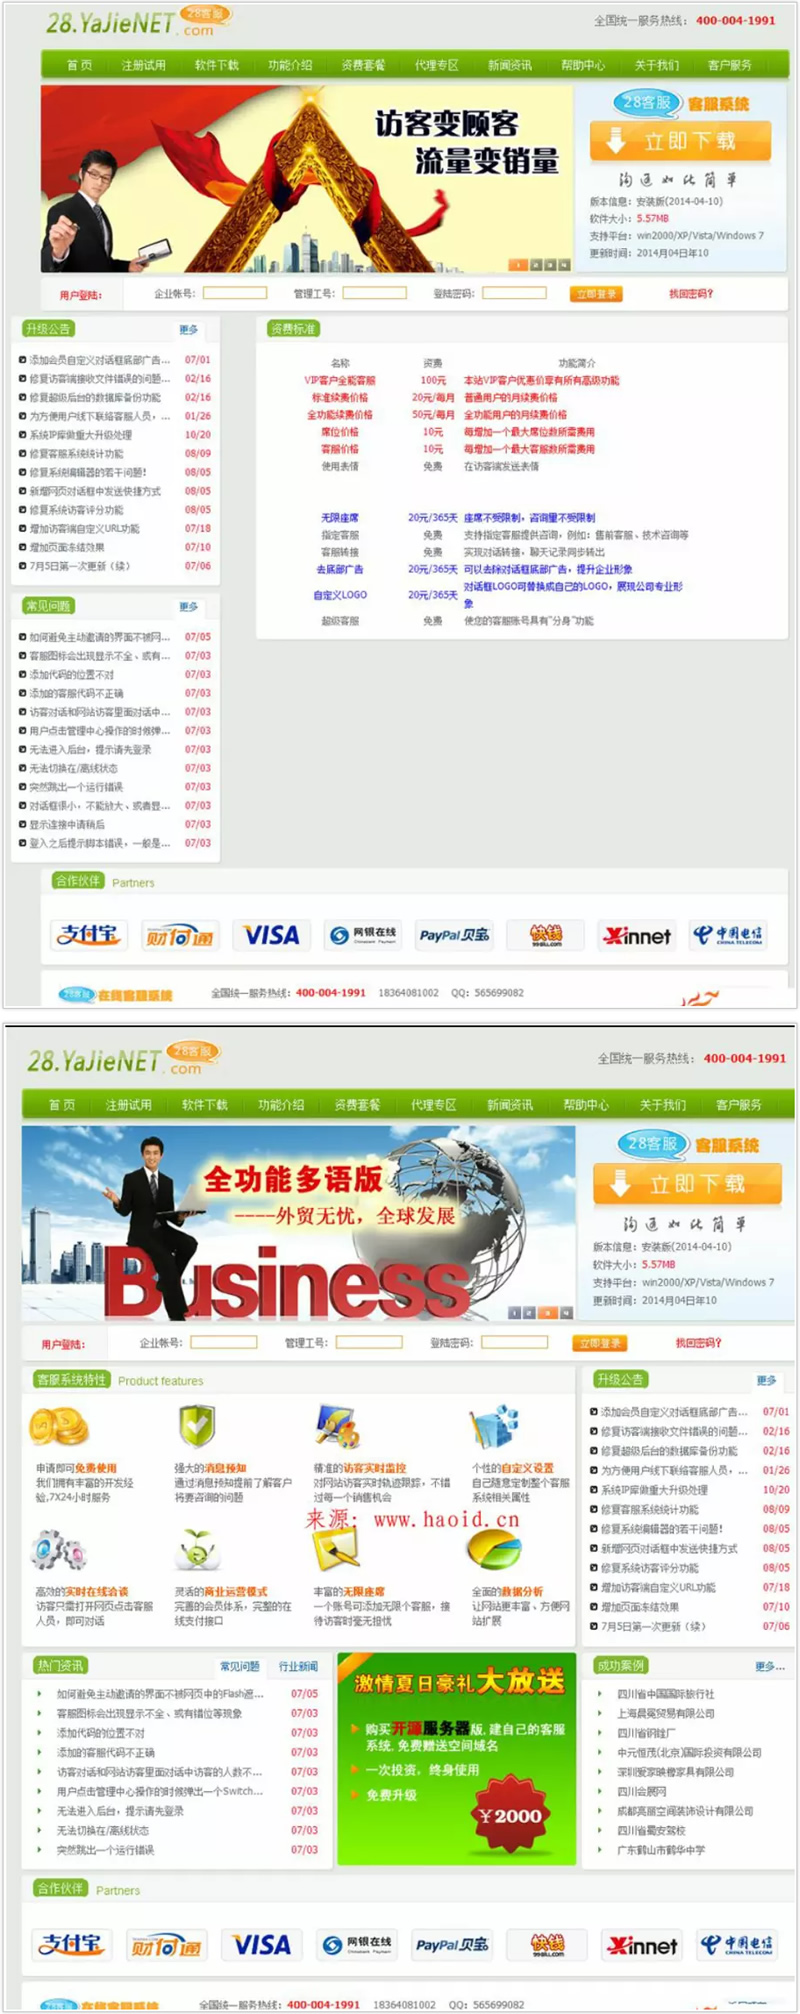 28.YaJieNET.com 28客服
全国统一服务热线: 400-004-1991
首 页 注册试用 软件下载 功能介绍 资费套餐 代理专区 新闻资讯 帮助中心 关于我们 客户服务
访客变顾客
流量变销量
1 2 3 4
28客服 客服系统
立即下载
沟通如此简单
版本信息: 安装版(2014-04-10)
软件大小: 5.57MB
支持平台: win2000/XP/Vista/Windows 7
更新时间: 2014月04日年10
用户登陆: 企业帐号: 管理工号: 登陆密码: 立即登录 找回密码?
升级公告 更多
添加会员自定义对话框底部广告... 07/01
修复访客端接收文件错误的问题... 02/16
修复超级后台的数据库备份功能 02/16
为方便用户线下联络客服人员，... 01/26
系统IP库做重大升级处理 10/20
修复客服系统统计功能 08/09
修复系统编辑器的若干问题! 08/05
新增网页对话框中发送快捷方式 08/05
修复系统访客评分功能 08/05
增加访客端自定义URL功能 07/18
增加页面冻结效果 07/10
7月5日第一次更新（续） 07/06
资费标准
名称 资费 功能简介
VIP客户全能客服 100元 本站VIP客户优惠价享有所有高级功能
标准续费价格 20元/每月 普通用户的月续费价格
全功能续费价格 50元/每月 全功能用户的月续费价格
席位价格 10元 每增加一个最大席位数所需费用
客服价格 10元 每增加一个最大客服数所需费用
使用表情 免费 在访客端发送表情
无限座席 20元/365天 座席不受限制，咨询量不受限制
指定客服 免费 支持指定客服提供咨询，例如：售前客服、技术咨询等
客服转接 免费 实现对话转接，聊天记录同步转出
去底部广告 20元/365天 可以去除对话框底部广告，提升企业形象
自定义LOGO 20元/365天 对话框LOGO可替换成自己的LOGO，展现公司专业形
象
超级客服 免费 使您的客服账号具有"分身"功能
常见问题 更多
如何避免主动邀请的界面不被网... 07/05
客服图标会出现显示不全、或有... 07/03
添加代码的位置不对 07/03
添加的客服代码不正确 07/03
访客对话和网站访客里面对话中... 07/03
用户点击管理中心操作的时候弹... 07/03
无法进入后台，提示请先登录 07/03
无法切换在/离线状态 07/03
突然跳出一个运行错误 07/03
对话框很小，不能放大、或者显... 07/03
显示连接中请稍后 07/03
登入之后提示脚本错误，一般是... 07/03
合作伙伴 Partners
支付宝 财付通 VISA 网银在线 Chinabank Payment PayPal 贝宝 快钱 99bill.com Xinnet 中国电信 CHINA TELECOM
28客服 在线客服系统 全国统一服务热线: 400-004-1991 18364081002 QQ: 565699082
28.YaJieNET.com 28客服
全国统一服务热线: 400-004-1991
首 页 注册试用 软件下载 功能介绍 资费套餐 代理专区 新闻资讯 帮助中心 关于我们 客户服务
全功能多语版
----外贸无忧，全球发展
Business
1 2 3 4
28客服 客服系统
立即下载
沟通如此简单
版本信息: 安装版(2014-04-10)
软件大小: 5.57MB
支持平台: win2000/XP/Vista/Windows 7
更新时间: 2014月04日年10
用户登陆: 企业帐号: 管理工号: 登陆密码: 立即登录 找回密码?
客服系统特性 Product features
申请即可免费使用
我们拥有丰富的开发经
验,7X24小时服务
强大的消息预知
通过消息预知提前了解客户
将要咨询的问题
精准的访客实时监控
对网站访客实时轨迹跟踪，不错
过每一个销售机会
个性的自定义设置
自己随意定制整个客服
系统相关属性
来源: www.haoid.cn
高效的实时在线洽谈
访客只需打开网页点击客服
人员，即可对话
灵活的商业运营模式
完善的会员体系，完整的在
线支付接口
丰富的无限座席
一个账号可添加无限个客服，接
待访客时毫无担忧
全面的数据分析
让网站更丰富、方便网
站扩展
升级公告 更多
添加会员自定义对话框底部广告... 07/01
修复访客端接收文件错误的问题... 02/16
修复超级后台的数据库备份功能 02/16
为方便用户线下联络客服人员，... 01/26
系统IP库做重大升级处理 10/20
修复客服系统统计功能 08/09
修复系统编辑器的若干问题! 08/05
新增网页对话框中发送快捷方式 08/05
修复系统访客评分功能 08/05
增加访客端自定义URL功能 07/18
增加页面冻结效果 07/10
7月5日第一次更新（续） 07/06
热门资讯 常见问题 行业新闻
如何避免主动邀请的界面不被网页中的Flash遮... 07/05
客服图标会出现显示不全、或有错位等现象 07/03
添加代码的位置不对 07/03
添加的客服代码不正确 07/03
访客对话和网站访客里面对话中访客的人数不... 07/03
用户点击管理中心操作的时候弹出一个Switch... 07/03
无法进入后台，提示请先登录 07/03
无法切换在/离线状态 07/03
突然跳出一个运行错误 07/03
激情夏日豪礼大放送
购买开源服务器版,建自己的客服
系统,免费赠送空间域名
一次投资，终身使用
免费升级
￥2000
成功案例 更多...
四川省中国国际旅行社
上海晨冕贸易有限公司
四川省铜铨厂
中元恒茂(北京)国际投资有限公司
深圳爱家映橙家具有限公司
四川会展网
成都亮丽空间装饰设计有限公司
四川省蜀安驾校
广东鹤山市鹤华中学
合作伙伴 Partners
支付宝 财付通 VISA 网银在线 Chinabank Payment PayPal 贝宝 快钱 99bill.com Xinnet 中国电信 CHINA TELECOM
28客服 在线客服系统 全国统一服务热线: 400-004-1991 18364081002 QQ: 565699082